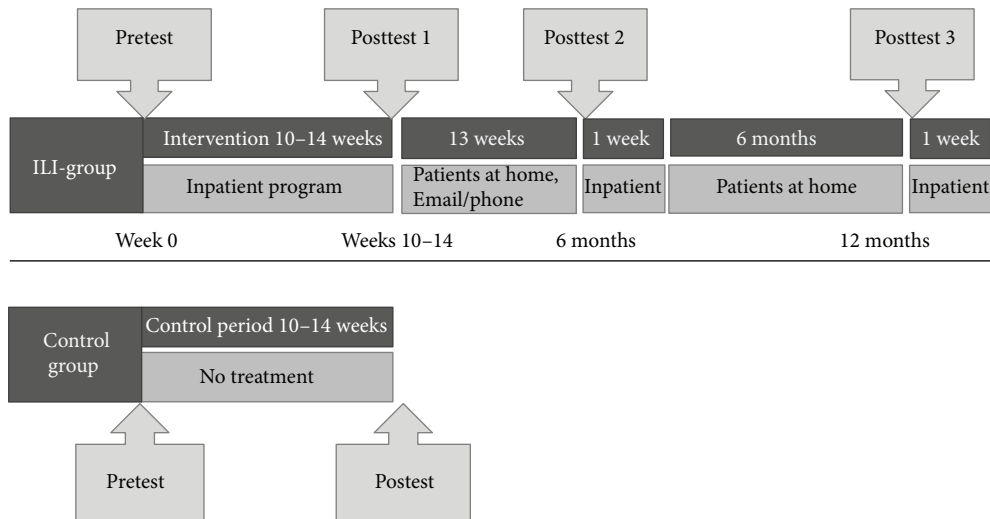 Pretest
Posttest 1
Posttest 2
Posttest 3
ILI-group
Intervention 10–14 weeks
13 weeks
1 week
6 months
1 week
Inpatient program
Patients at home,
Email/phone
Inpatient
Patients at home
Inpatient
Week 0
Weeks 10–14
6 months
12 months
Control
group
Control period 10–14 weeks
No treatment
Pretest
Postest